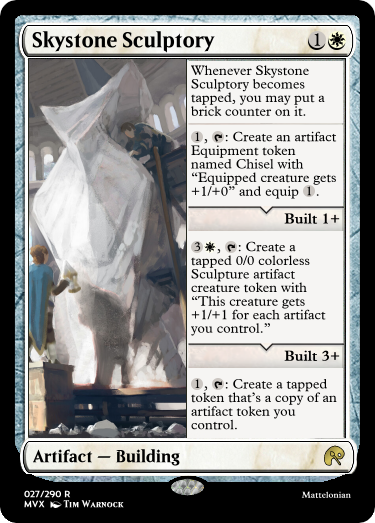 Skystone Sculptory 1
Whenever Skystone
Sculptory becomes
tapped, you may put a
brick counter on it.
1, : Create an artifact
Equipment token
named Chisel with
“Equipped creature gets
+1/+0” and equip 1.
Built 1+
3, : Create a
tapped 0/0 colorless
Sculpture artifact
creature token with
“This creature gets
+1/+1 for each artifact
you control.”
Built 3+
1, : Create a tapped
token that’s a copy of an
artifact token you
control.
Artifact — Building
027/290 R
MVX Tim Warnock
Mattelonian